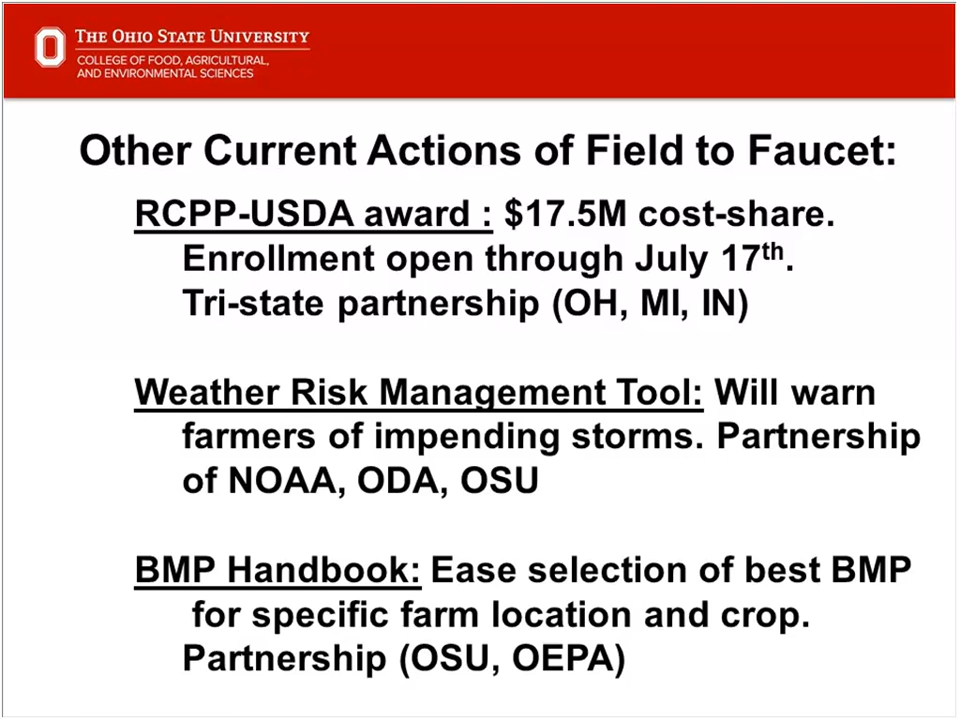 THE OHIO STATE UNIVERSITY
COLLEGE OF FOOD, AGRICULTURAL,
AND ENVIRONMENTAL SCIENCES
Other Current Actions of Field to Faucet:
RCPP-USDA award : $17.5M cost-share.
Enrollment open through July 17th.
Tri-state partnership (OH, MI, IN)
Weather Risk Management Tool: Will warn
farmers of impending storms. Partnership
of NOAA, ODA, OSU
BMP Handbook: Ease selection of best BMP
for specific farm location and crop.
Partnership (OSU, OEPA)